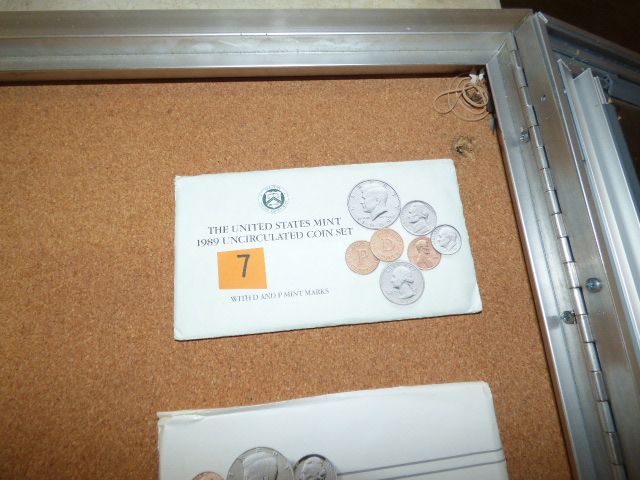 THE UNITED STATES MINT
1989 UNCIRCULATED COIN SET
7
P
D
WITH D AND P MINT MARKS